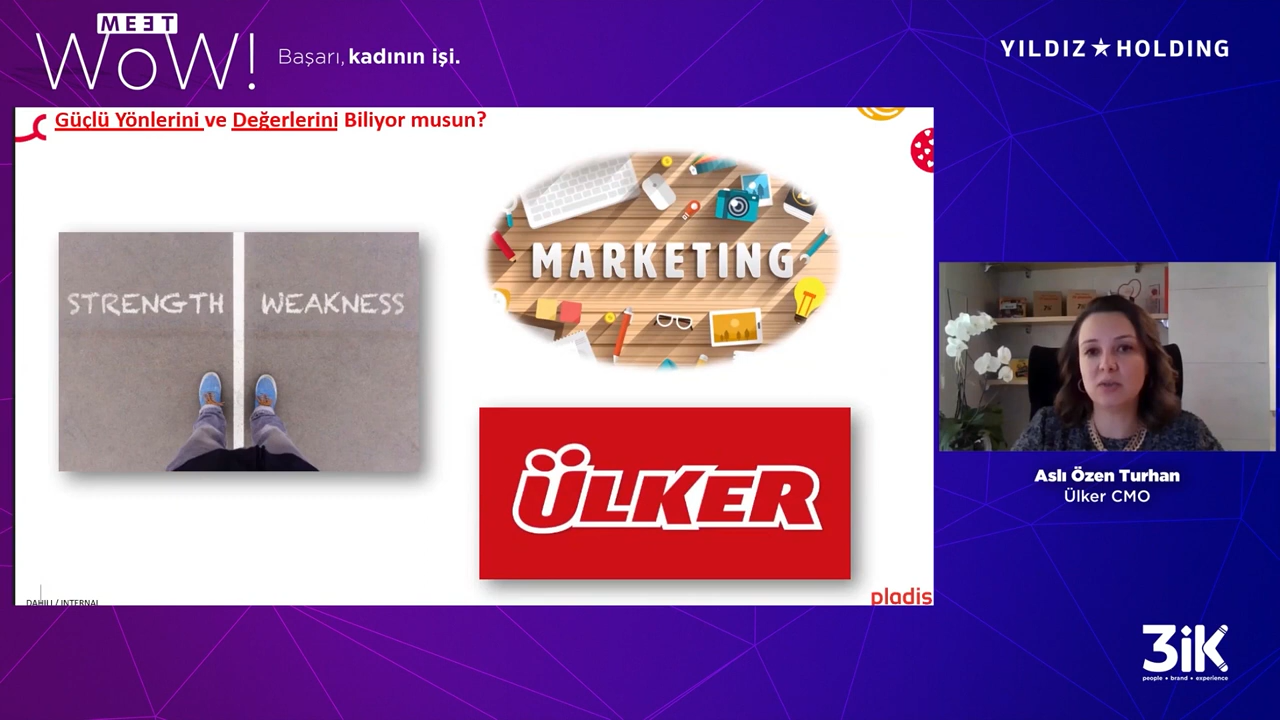 MEET
WoW!
Başarı, kadının işi.
YILDIZ HOLDING
Güçlü Yönlerini ve Değerlerini Biliyor musun?
STRENGTH
WEAKNESS
MARKETING
ÜLKER
Aslı Özen Turhan
Ülker CMO
DAHILI / INTERNAL
pladis
3iK
people • brand • experience